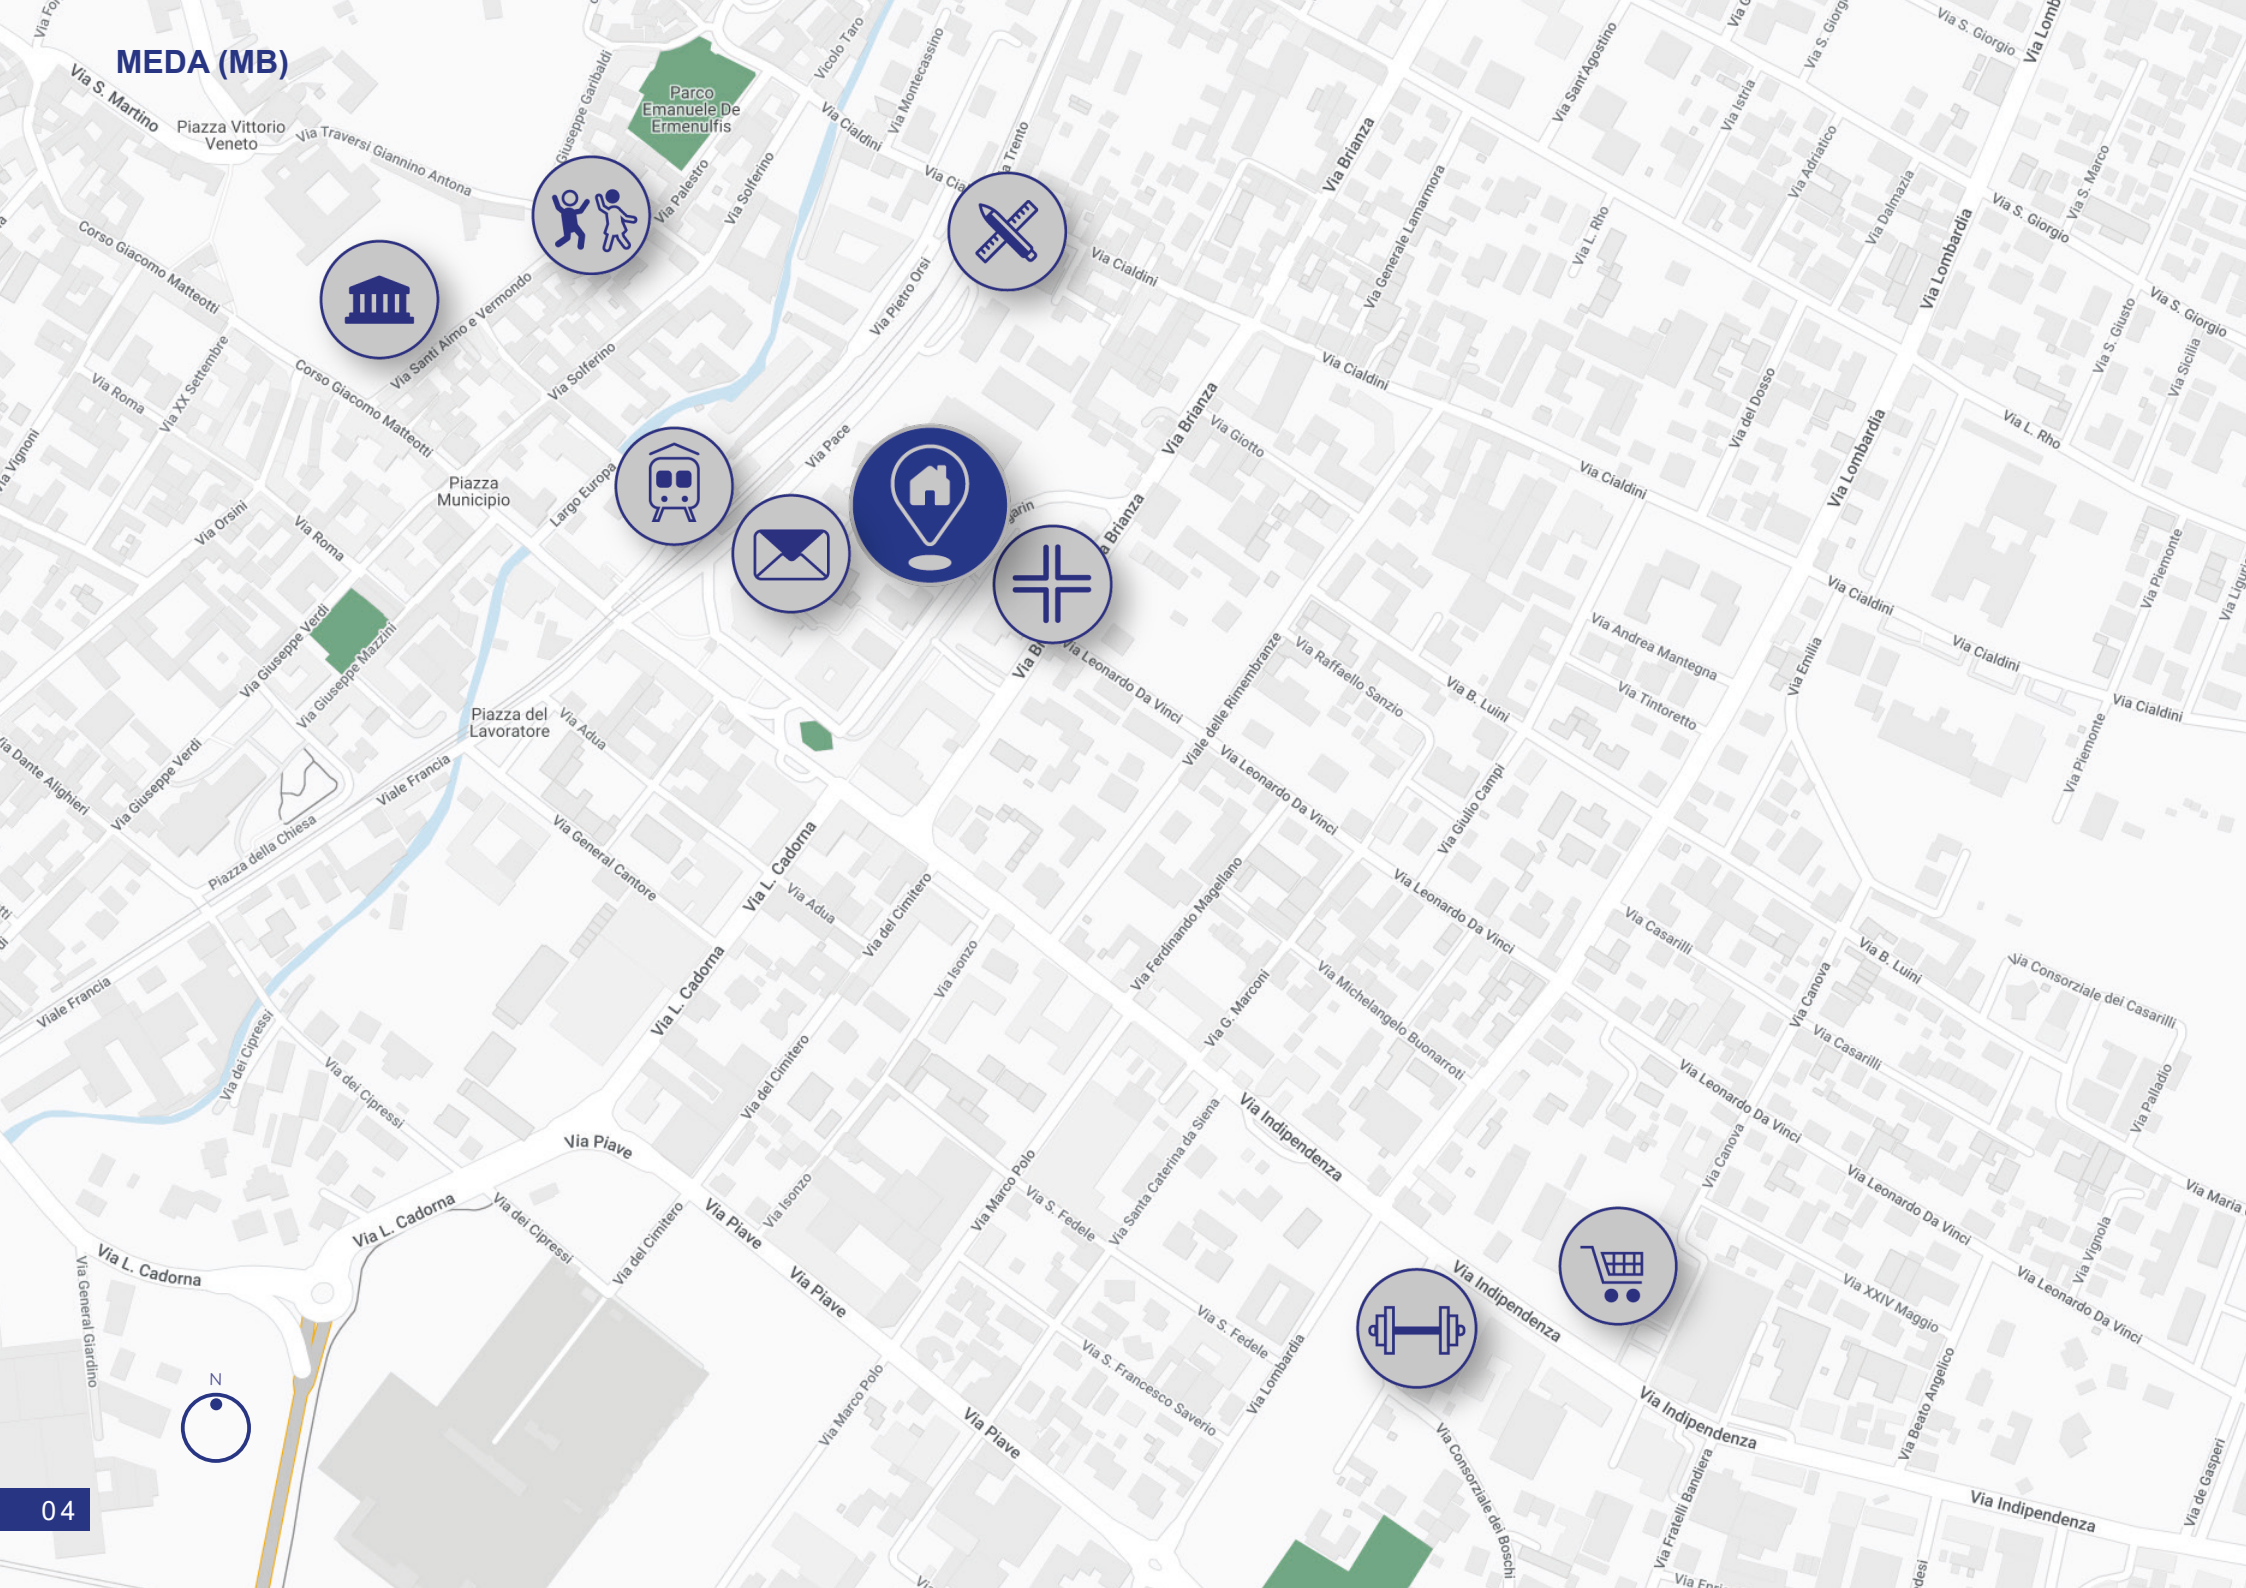 MEDA (MB)
Via S. Martino
Piazza Vittorio
Veneto
Via Traversi Giannino Antona
Giuseppe Garibaldi
Parco
Emanuele De
Ermenulfis
Vicolo Taro
Via Montecassino
Via Cialdini
Via Palestro
Via Solferino
Via Brianza
Via Sant'Agostino
Via Istria
Via S. Giorgio
Via Adriatico
Via Dalmazia
Via S. Marco
Via S. Giorgio
Via Lombardia
Via L. Rho
Via Generale Lamarmora
Via Cialdini
Corso Giacomo Matteotti
Via Santi Aimo e Vermondo
Via Pietro Orsi
Via S. Giorgio
Via S. Giusto
Via Sicilia
Via Roma
Via XX Settembre
Corso Giacomo Matteotti
Via Solferino
Via Cialdini
Via del Dosso
Via Brianza
Via Giotto
Via Pace
Via L. Rho
Via Lombardia
Via Cialdini
Piazza
Municipio
Largo Europa
Via Orsini
Via Roma
Via Piemonte
Via Cialdini
Via Giuseppe Verdi
Via Giuseppe Mazzini
Via Leonardo Da Vinci
Viale delle Rimembranze
Via Raffaello Sanzio
Via B. Luini
Via Andrea Mantegna
Via Tintoretto
Via Emilia
Via Cialdini
Via Cialdini
Via Piemonte
Piazza del
Lavoratore
Via Adua
Via Leonardo Da Vinci
Via Giulio Campi
Via Giuseppe Verdi
Viale Francia
Piazza della Chiesa
Via General Cantore
Via L. Cadorna
Via Adua
Via del Cimitero
Via Ferdinando Magellano
Via Leonardo Da Vinci
Via Casarilli
Via B. Luini
Via Consorziale dei Casarilli
Via Isonzo
Via L. Cadorna
Via G. Marconi
Via Michelangelo Buonarroti
Via Canova
Via Casarilli
Viale Francia
Via dei Cipressi
Via dei Cipressi
Via del Cimitero
Via Leonardo Da Vinci
Via Palladio
Via Indipendenza
Via Santa Caterina da Siena
Via Piave
Via Marco Polo
Via Isonzo
Via S. Fedele
Via Canova
Via Leonardo Da Vinci
Via Vignola
Via L. Cadorna
Via dei Cipressi
Via del Cimitero
Via Piave
Via L. Cadorna
Via General Giardino
Via Piave
Via Indipendenza
Via XXIV Maggio
Via Leonardo Da Vinci
Via S. Fedele
Via Lombardia
Via S. Francesco Saverio
Via Marco Polo
Via Piave
Via Indipendenza
Via Beato Angelico
Via Consorziale dei Boschi
Via Fratelli Bandiera
Via Indipendenza
Via de Gasperi
N
04